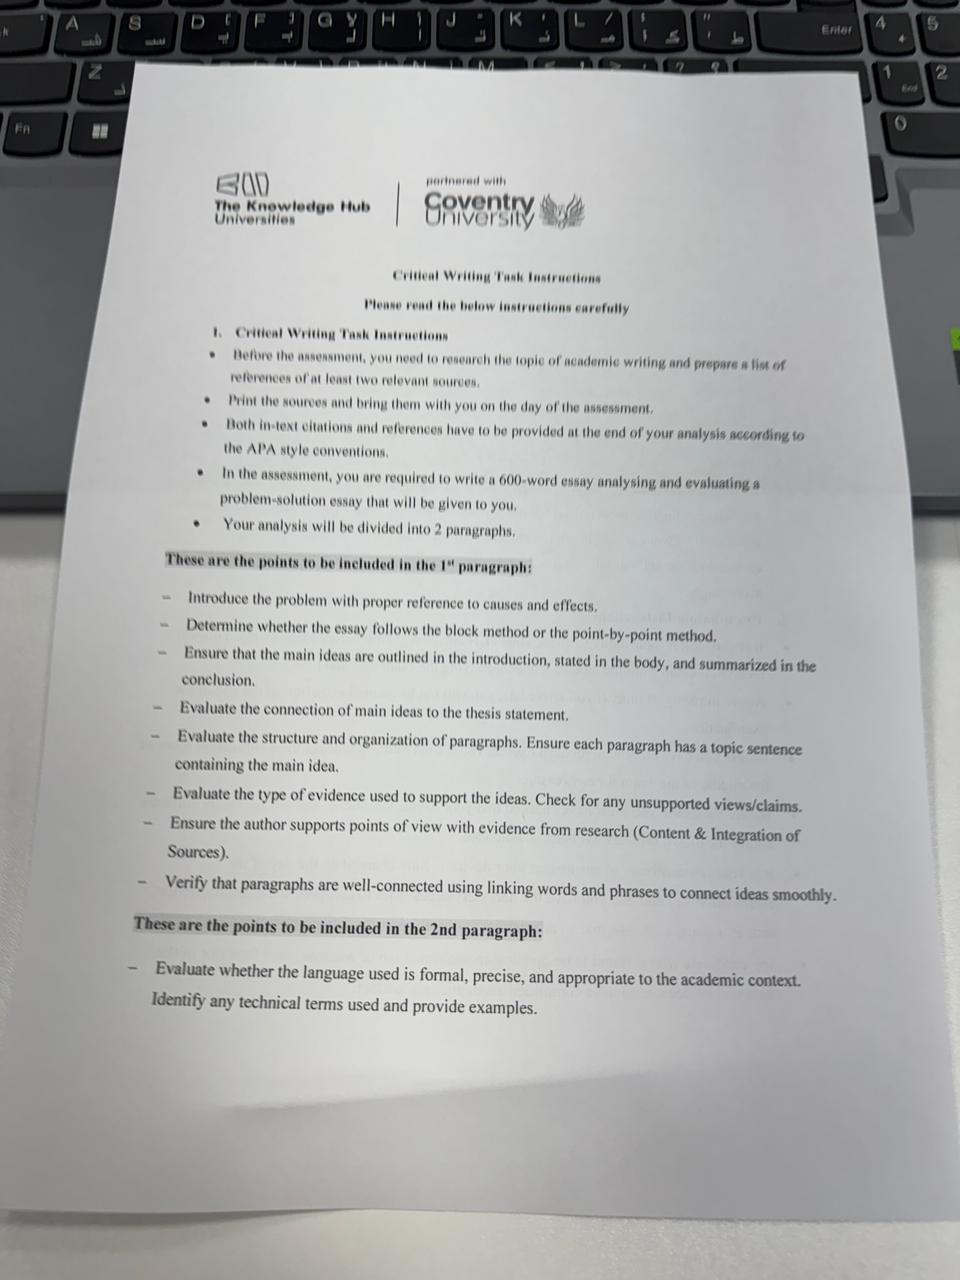 The Knowledge Hub
Universities
partnered with
Coventry
University
Critical Writing Task Instructions
Please read the below instructions carefully
1. Critical Writing Task Instructions
• Before the assessment, you need to research the topic of academic writing and prepare a list of
references of at least two relevant sources.
• Print the sources and bring them with you on the day of the assessment.
• Both in-text citations and references have to be provided at the end of your analysis according to
the APA style conventions.
• In the assessment, you are required to write a 600-word essay analysing and evaluating a
problem-solution essay that will be given to you.
• Your analysis will be divided into 2 paragraphs.
These are the points to be included in the 1st paragraph:
– Introduce the problem with proper reference to causes and effects.
– Determine whether the essay follows the block method or the point-by-point method.
– Ensure that the main ideas are outlined in the introduction, stated in the body, and summarized in the
conclusion.
– Evaluate the connection of main ideas to the thesis statement.
– Evaluate the structure and organization of paragraphs. Ensure each paragraph has a topic sentence
containing the main idea.
– Evaluate the type of evidence used to support the ideas. Check for any unsupported views/claims.
– Ensure the author supports points of view with evidence from research (Content & Integration of
Sources).
– Verify that paragraphs are well-connected using linking words and phrases to connect ideas smoothly.
These are the points to be included in the 2nd paragraph:
– Evaluate whether the language used is formal, precise, and appropriate to the academic context.
Identify any technical terms used and provide examples.